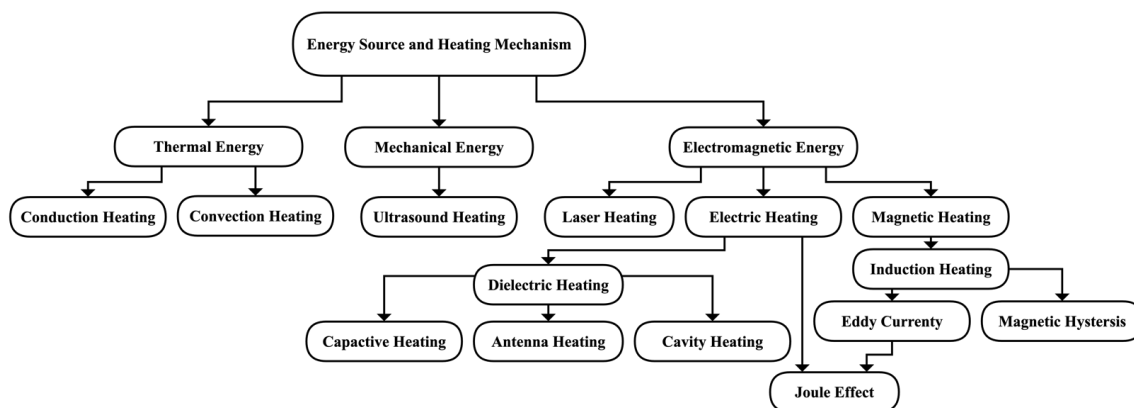 Energy Source and Heating Mechanism
Thermal Energy
Mechanical Energy
Electromagnetic Energy
Conduction Heating
Convection Heating
Ultrasound Heating
Laser Heating
Electric Heating
Magnetic Heating
Dielectric Heating
Induction Heating
Capactive Heating
Antenna Heating
Cavity Heating
Eddy Currenty
Magnetic Hystersis
Joule Effect